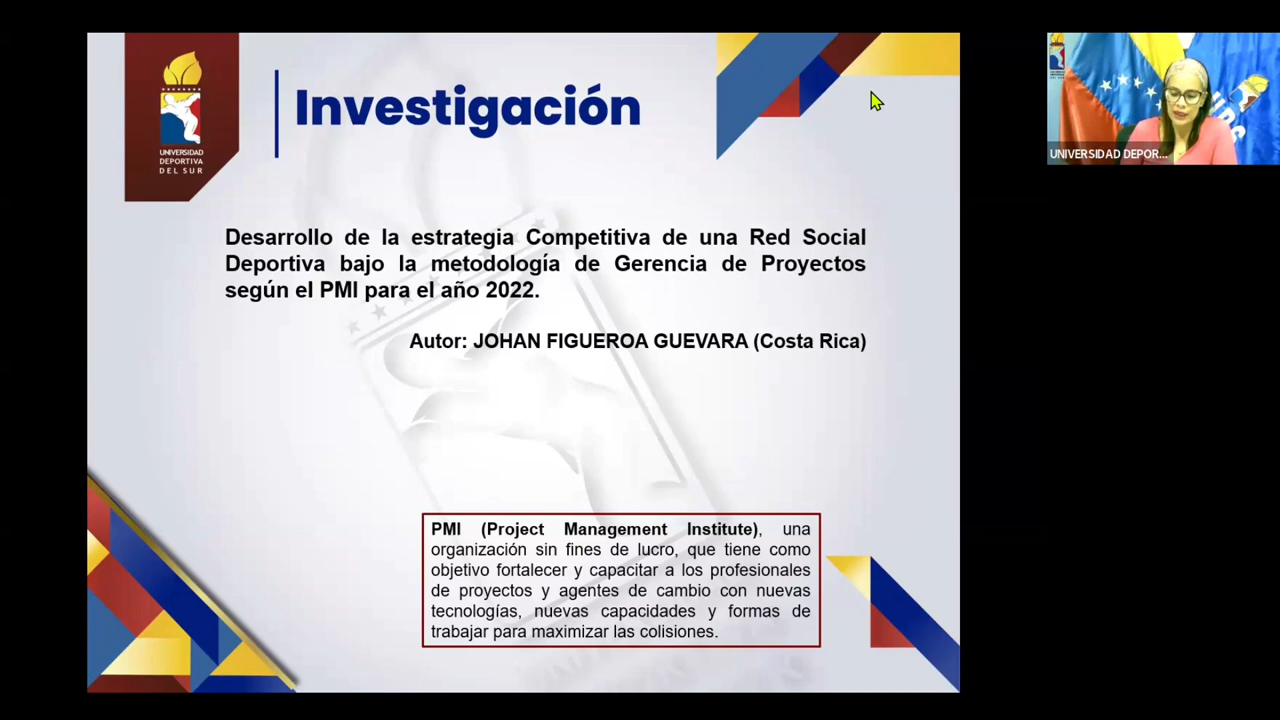 Investigación
UNIVERSIDAD
DEPORTIVA
DEL SUR
Desarrollo de la estrategia Competitiva de una Red Social
Deportiva bajo la metodología de Gerencia de Proyectos
según el PMI para el año 2022.
Autor: JOHAN FIGUEROA GUEVARA (Costa Rica)
PMI (Project Management Institute), una
organización sin fines de lucro, que tiene como
objetivo fortalecer y capacitar a los profesionales
de proyectos y agentes de cambio con nuevas
tecnologías, nuevas capacidades y formas de
trabajar para maximizar las colisiones.
UNIVERSIDAD DEPOR...